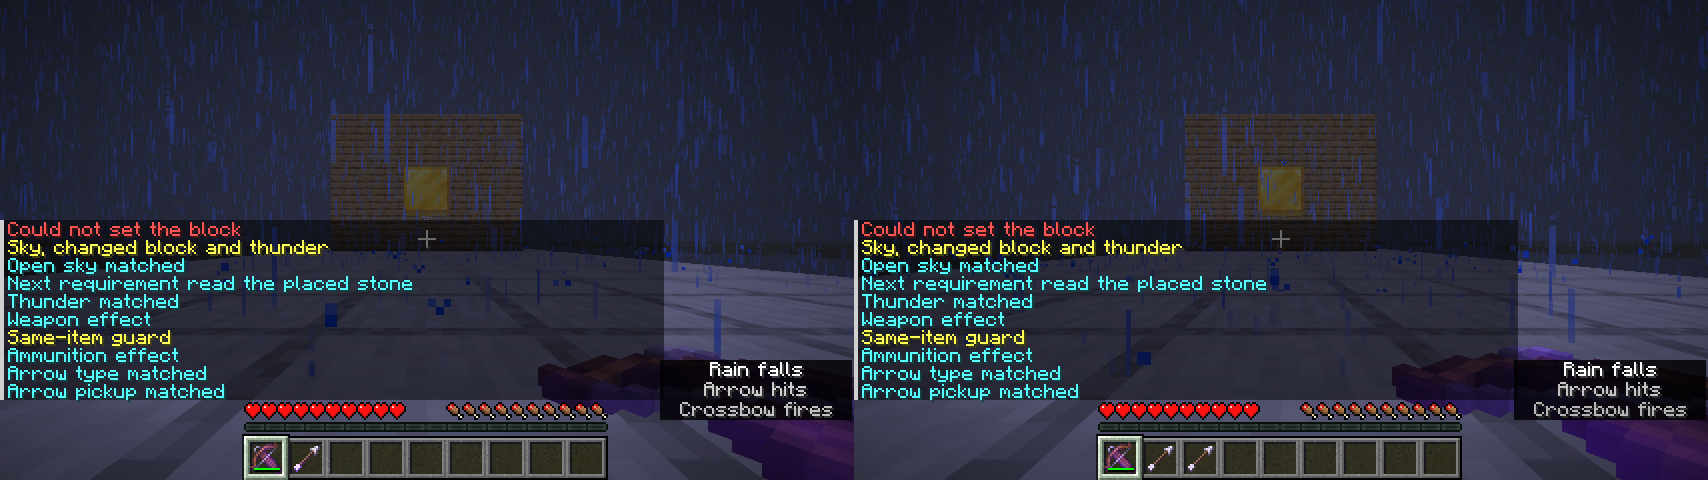 Could not set the block
Sky, changed block and thunder
Open sky matched
Next requirement read the placed stone
Thunder matched
Weapon effect
Same-item guard
Ammunition effect
Arrow type matched
Arrow pickup matched
Rain falls
Arrow hits
Crossbow fires
Could not set the block
Sky, changed block and thunder
Open sky matched
Next requirement read the placed stone
Thunder matched
Weapon effect
Same-item guard
Ammunition effect
Arrow type matched
Arrow pickup matched
Rain falls
Arrow hits
Crossbow fires